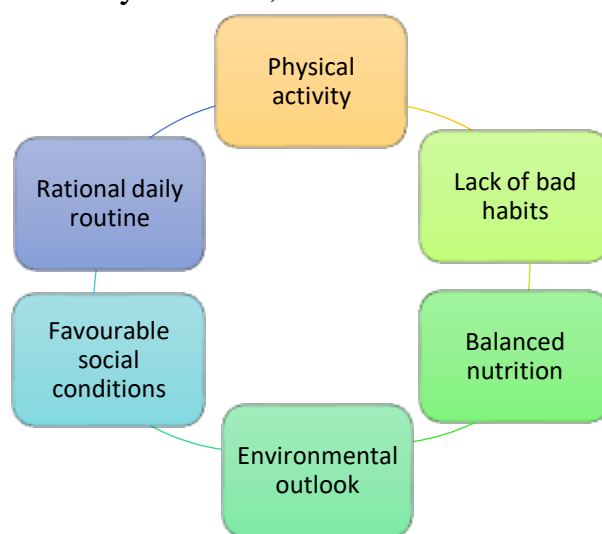 Physical
activity
Lack of bad
habits
Balanced
nutrition
Environmental
outlook
Favourable
social
conditions
Rational daily
routine